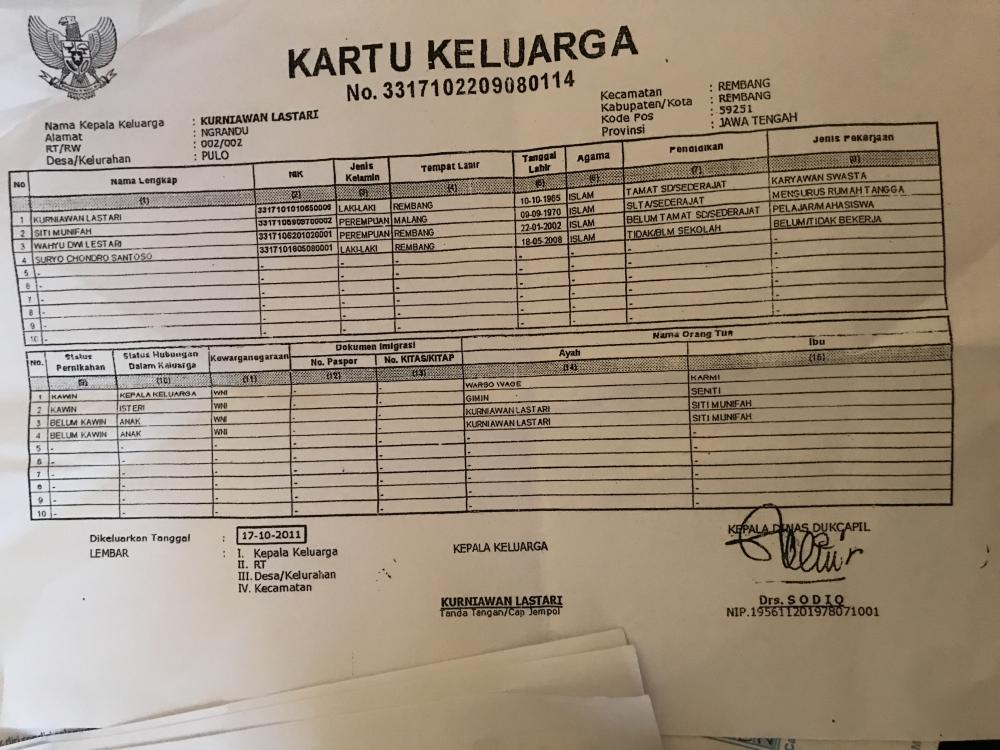 KARTU KELUARGA
No. 3317102209080114
Nama Kepala Keluarga : KURNIAWAN LASTARI
Alamat : NGRANDU
RT/RW : 002/002
Desa/Kelurahan : PULO
Kecamatan : REMBANG
Kabupaten/Kota : REMBANG
Kode Pos : 59251
Provinsi : JAWA TENGAH
No Nama Lengkap NIK Jenis Kelamin Tempat Lahir Tanggal Lahir Agama Pendidikan Jenis Pekerjaan
(1) (2) (3) (4) (5) (6) (7) (8)
1 KURNIAWAN LASTARI 3317101010650006 LAKI-LAKI REMBANG 10-10-1965 ISLAM TAMAT SD/SEDERAJAT KARYAWAN SWASTA
2 SITI MUNIFAH 3317106909700002 PEREMPUAN MALANG 09-09-1970 ISLAM SLTA/SEDERAJAT MENGURUS RUMAH TANGGA
3 WAHYU DWI LESTARI 3317106201020001 PEREMPUAN REMBANG 22-01-2002 ISLAM BELUM TAMAT SD/SEDERAJAT PELAJAR/MAHASISWA
4 SURYO CHONDRO SANTOSO 3317101805080001 LAKI-LAKI REMBANG 18-05-2008 ISLAM TIDAK/BLM SEKOLAH BELUM/TIDAK BEKERJA
5 - - - - - - - -
6 - - - - - - - -
7 - - - - - - - -
8 - - - - - - - -
9 - - - - - - - -
10 - - - - - - - -
No. Status Pernikahan Status Hubungan Dalam Keluarga Kewarganegaraan Dokumen Imigrasi Nama Orang Tua
No. Paspor No. KITAS/KITAP Ayah Ibu
(9) (10) (11) (12) (13) (14) (15)
1 KAWIN KEPALA KELUARGA WNI - - WARSO WAGE KARMI
2 KAWIN ISTERI WNI - - GIMIN SENITI
3 BELUM KAWIN ANAK WNI - - KURNIAWAN LASTARI SITI MUNIFAH
4 BELUM KAWIN ANAK WNI - - KURNIAWAN LASTARI SITI MUNIFAH
5 - - - - - - -
6 - - - - - - -
7 - - - - - - -
8 - - - - - - -
9 - - - - - - -
10 - - - - - - -
Dikeluarkan Tanggal : 17-10-2011
LEMBAR : I. Kepala Keluarga
II. RT
III. Desa/Kelurahan
IV. Kecamatan
KEPALA KELUARGA
KURNIAWAN LASTARI
Tanda Tangan/Cap Jempol
KEPALA DINAS DUKCAPIL
Drs. SODIQ
NIP.195611201978071001